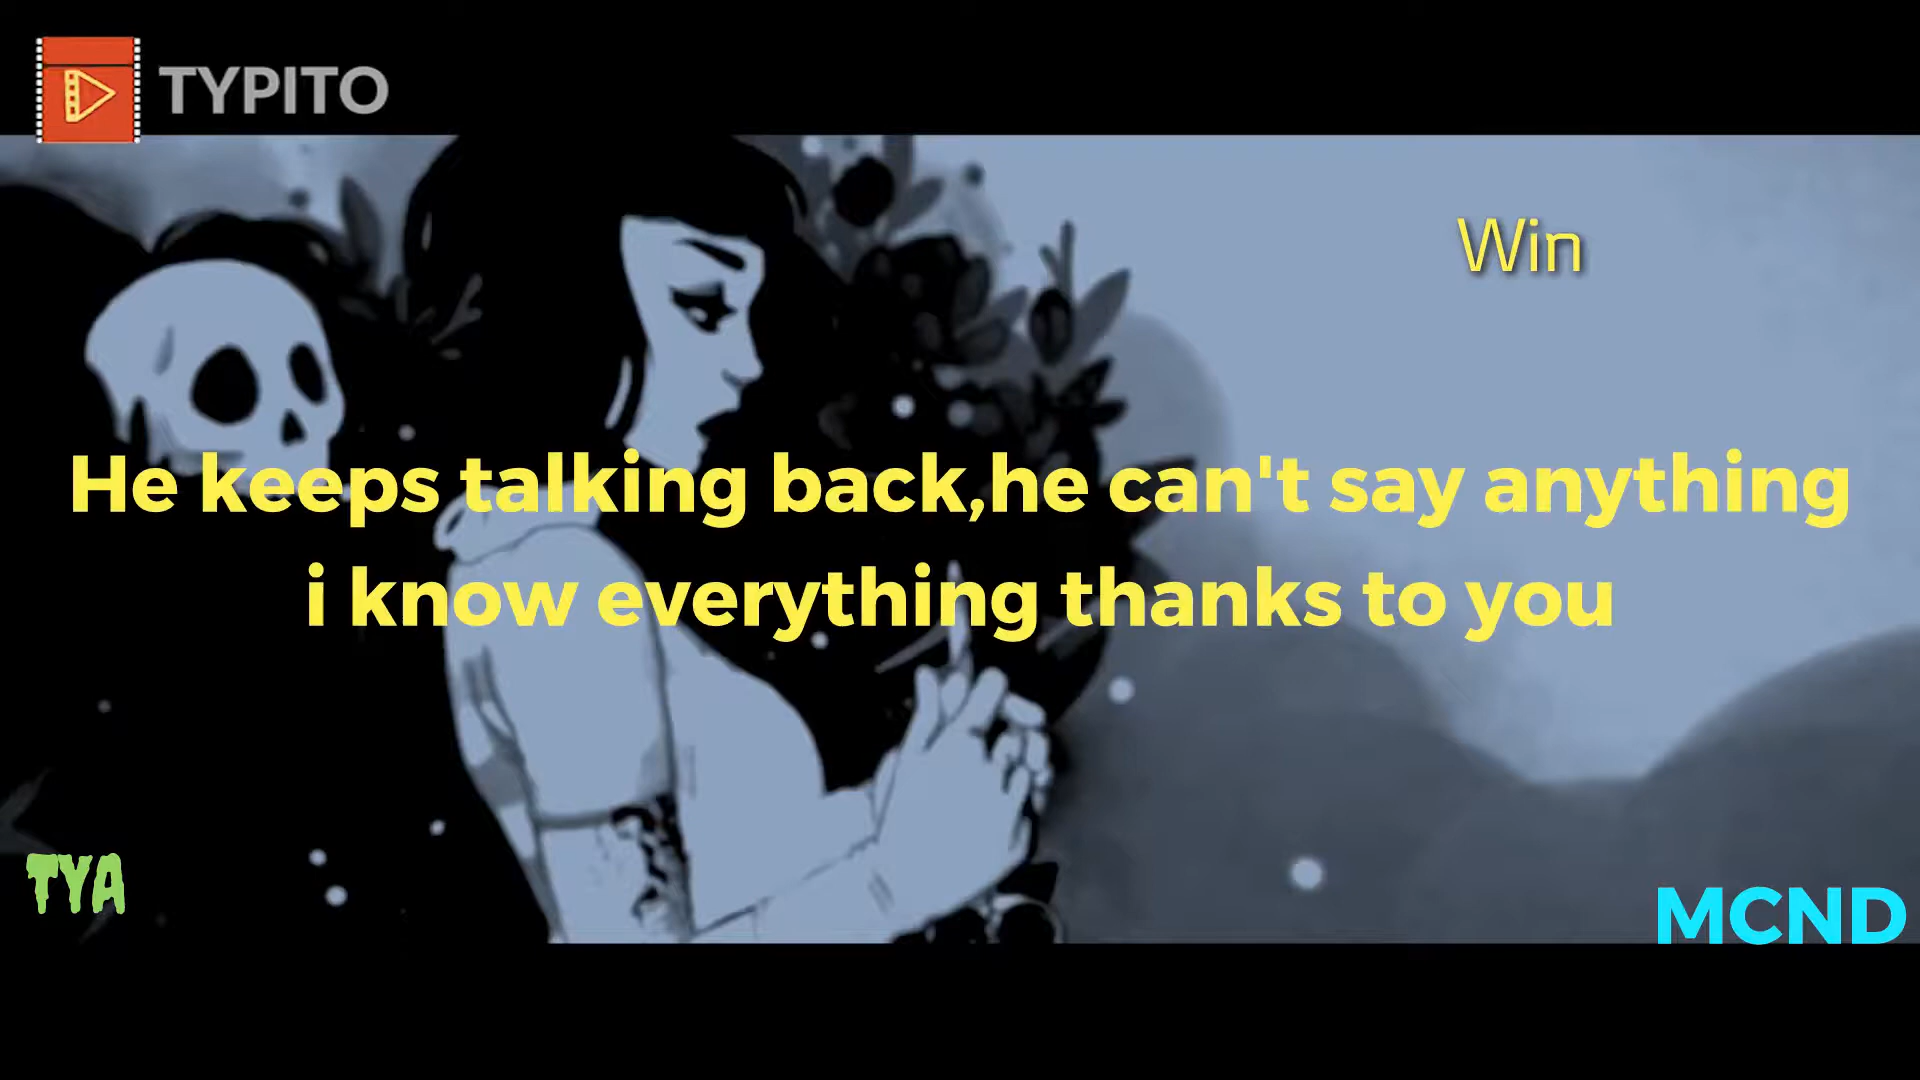 TYPITO
Win
He keeps talking back,he can't say anything
i know everything thanks to you
TYA
MCND